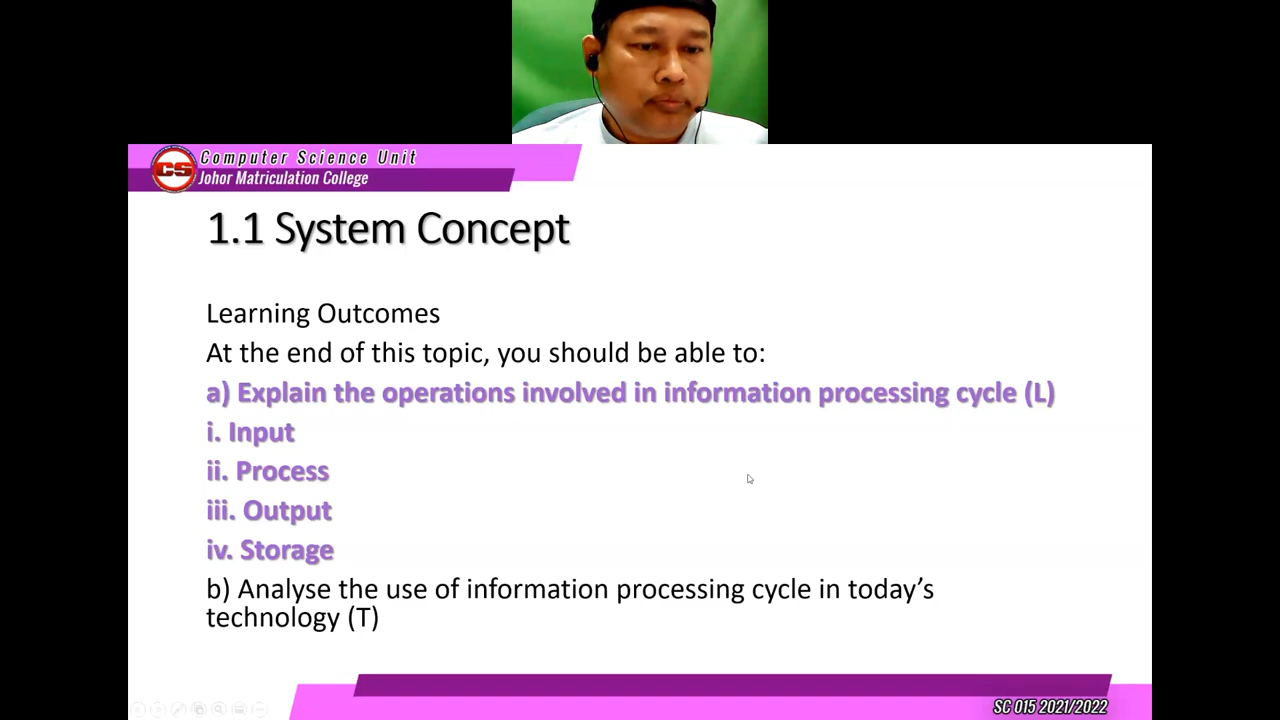 Computer Science Unit
CS
Johor Matriculation College
1.1 System Concept
Learning Outcomes
At the end of this topic, you should be able to:
a) Explain the operations involved in information processing cycle (L)
i. Input
ii. Process
iii. Output
iv. Storage
b) Analyse the use of information processing cycle in today’s
technology (T)
SC 015 2021/2022